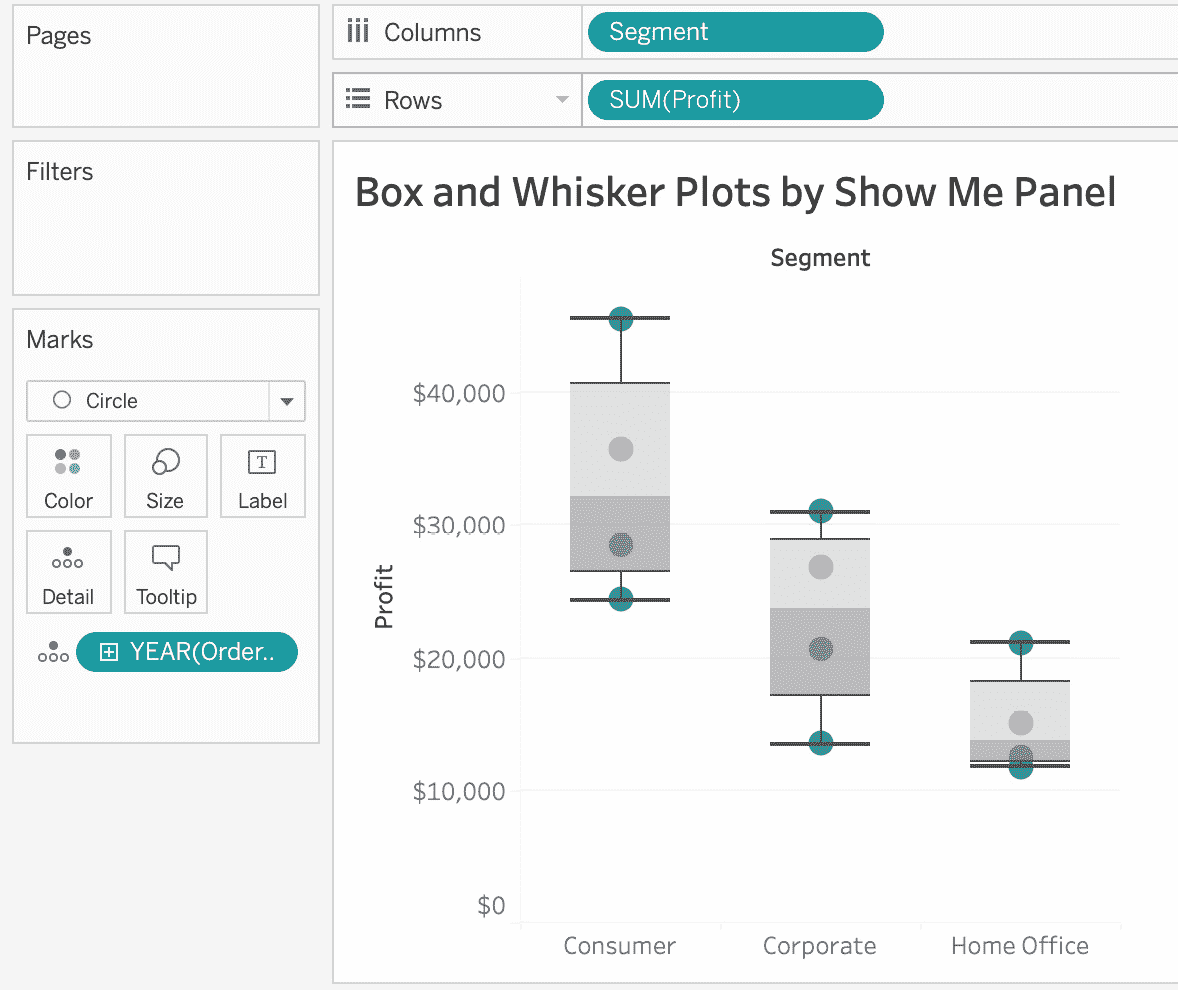 Pages
Columns
Segment
Rows
SUM(Profit)
Filters
Marks
Circle
Color
Size
T
Label
Detail
Tooltip
YEAR(Order..
Box and Whisker Plots by Show Me Panel
Segment
Profit
$40,000
$30,000
$20,000
$10,000
$0
Consumer Corporate Home Office